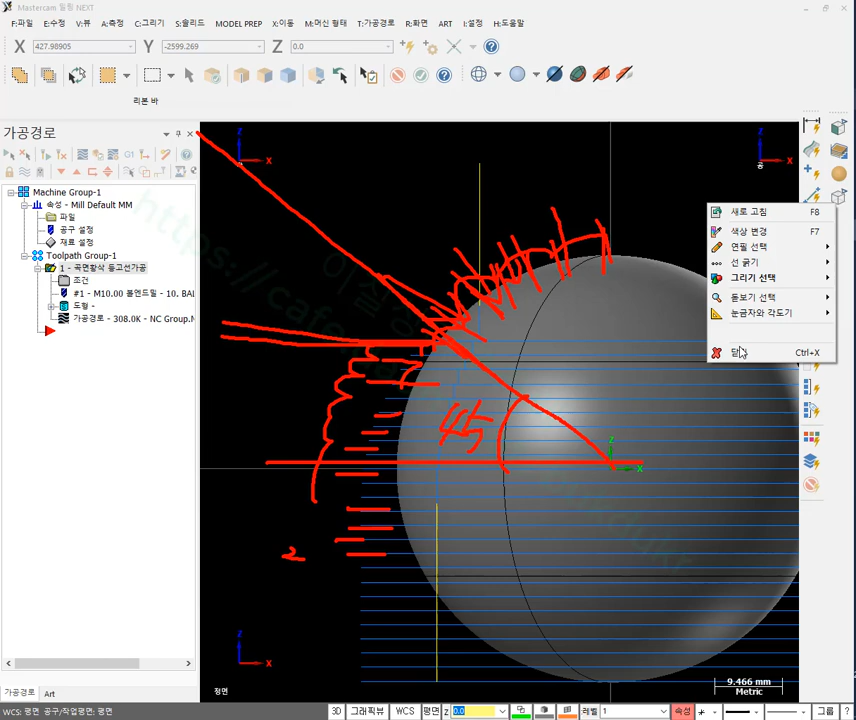 Mastercam 밀링 NEXT
F:파일 E:수정 V:뷰 A:측정 C:그리기 S:솔리드 MODEL PREP X:이동 M:머신 형태 T:가공경로 R:화면 ART I:설정 H:도움말
X 427.98905 Y -2599.269 Z 0.0
리본 바
가공경로
Machine Group-1
속성 - Mill Default MM
파일
공구 설정
재료 설정
Toolpath Group-1
1 - 곡면황삭 등고선가공
조건
#1 - M10.00 볼엔드밀 - 10. BAL
도형 -
가공경로 - 308.0K - NC Group.N
Z
X
Z
X
공
새로 고침 F8
색상 변경 F7
연필 선택
선 굵기
그리기 선택
돋보기 선택
눈금자와 각도기
닫기 Ctrl+X
45
Z
X
2
Z
X
정면
9.466 mm
Metric
가공경로 Art
WCS: 평면 공구/작업평면: 평면 3D 그래픽뷰 WCS 평면 Z 0.0 레벨 1 속성 그룹 ?